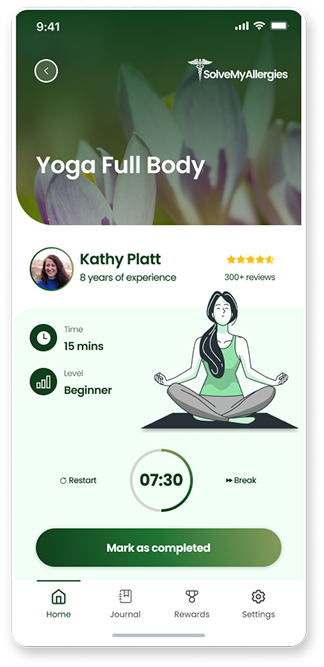 9:41
SolveMyAllergies
Yoga Full Body
Kathy Platt
8 years of experience
300+ reviews
Time
15 mins
Level
Beginner
Restart
07:30
Break
Mark as completed
Home
Journal
Rewards
Settings